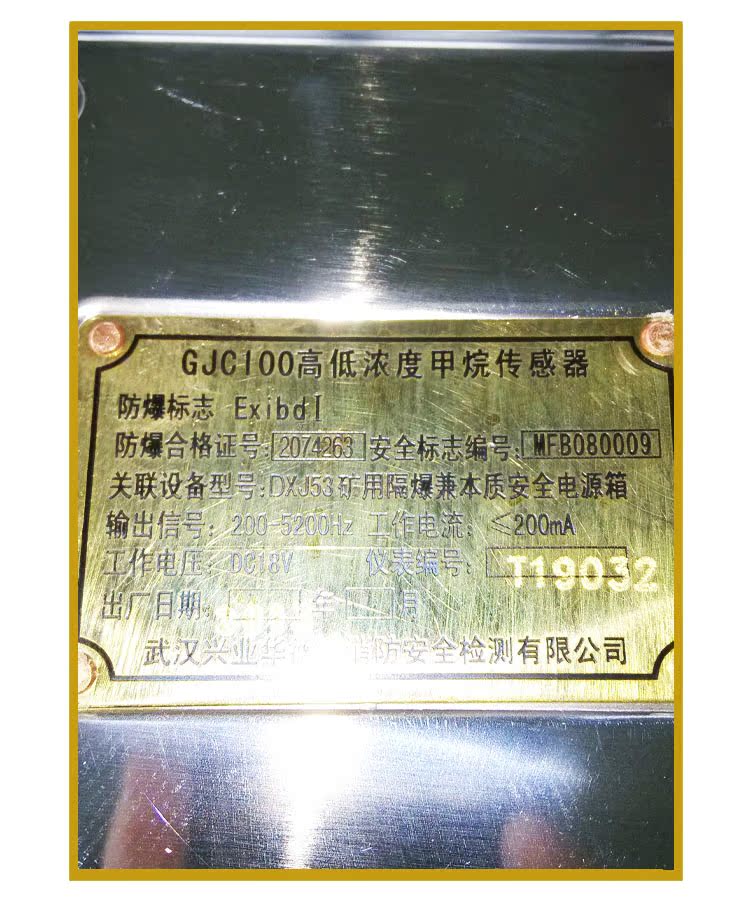 GJC100高低浓度甲烷传感器
防爆标志 ExibdI
防爆合格证号:2074263 安全标志编号:MFB080009
关联设备型号:DXJ53矿用隔爆兼本质安全电源箱
输出信号: 200-5200Hz 工作电流: ≤200mA
工作电压: DC18V 仪表编号: T19032
出厂日期: 年 月
武汉兴业华 防安全检测有限公司